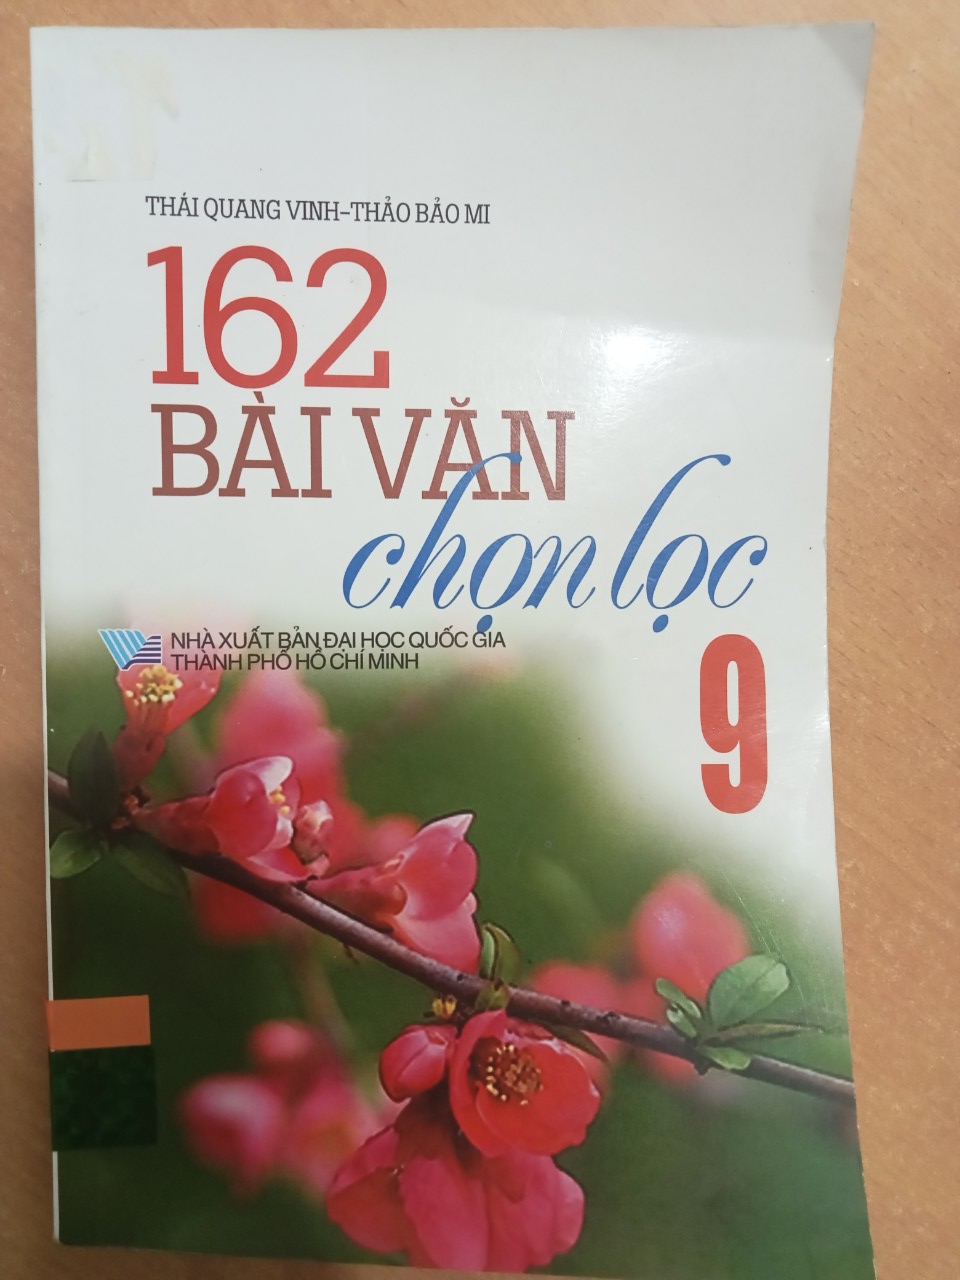 THÁI QUANG VINH-THẢO BẢO MI
162
BÀI VĂN
chọn lọc
9
NHÀ XUẤT BẢN ĐẠI HỌC QUỐC GIA
THÀNH PHỐ HỒ CHÍ MINH